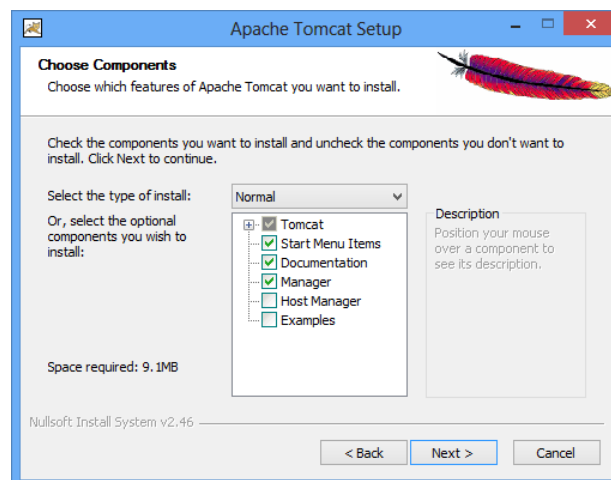 Apache Tomcat Setup
Choose Components
Choose which features of Apache Tomcat you want to install.
Check the components you want to install and uncheck the components you don't want to
install. Click Next to continue.
Select the type of install:
Normal
Or, select the optional
components you wish to
install:
Tomcat
Start Menu Items
Documentation
Manager
Host Manager
Examples
Description
Position your mouse
over a component to
see its description.
Space required: 9.1MB
Nullsoft Install System v2.46
< Back
Next >
Cancel